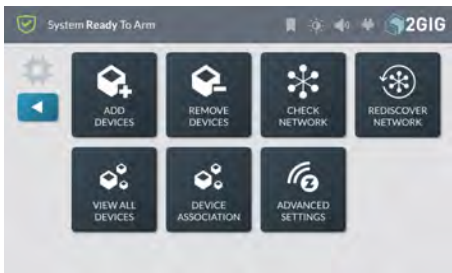 System Ready To Arm
2GIG
ADD
DEVICES
REMOVE
DEVICES
CHECK
NETWORK
REDISCOVER
NETWORK
VIEW ALL
DEVICES
DEVICE
ASSOCIATION
ADVANCED
SETTINGS